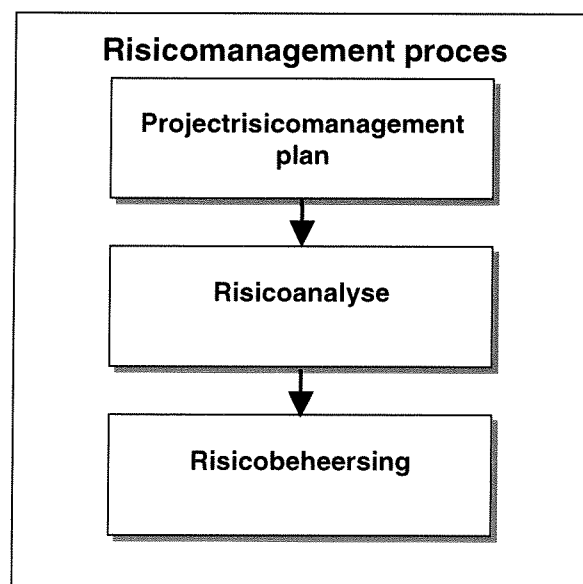 Risicomanagement proces
Projectrisicomanagement
plan
Risicoanalyse
Risicobeheersing